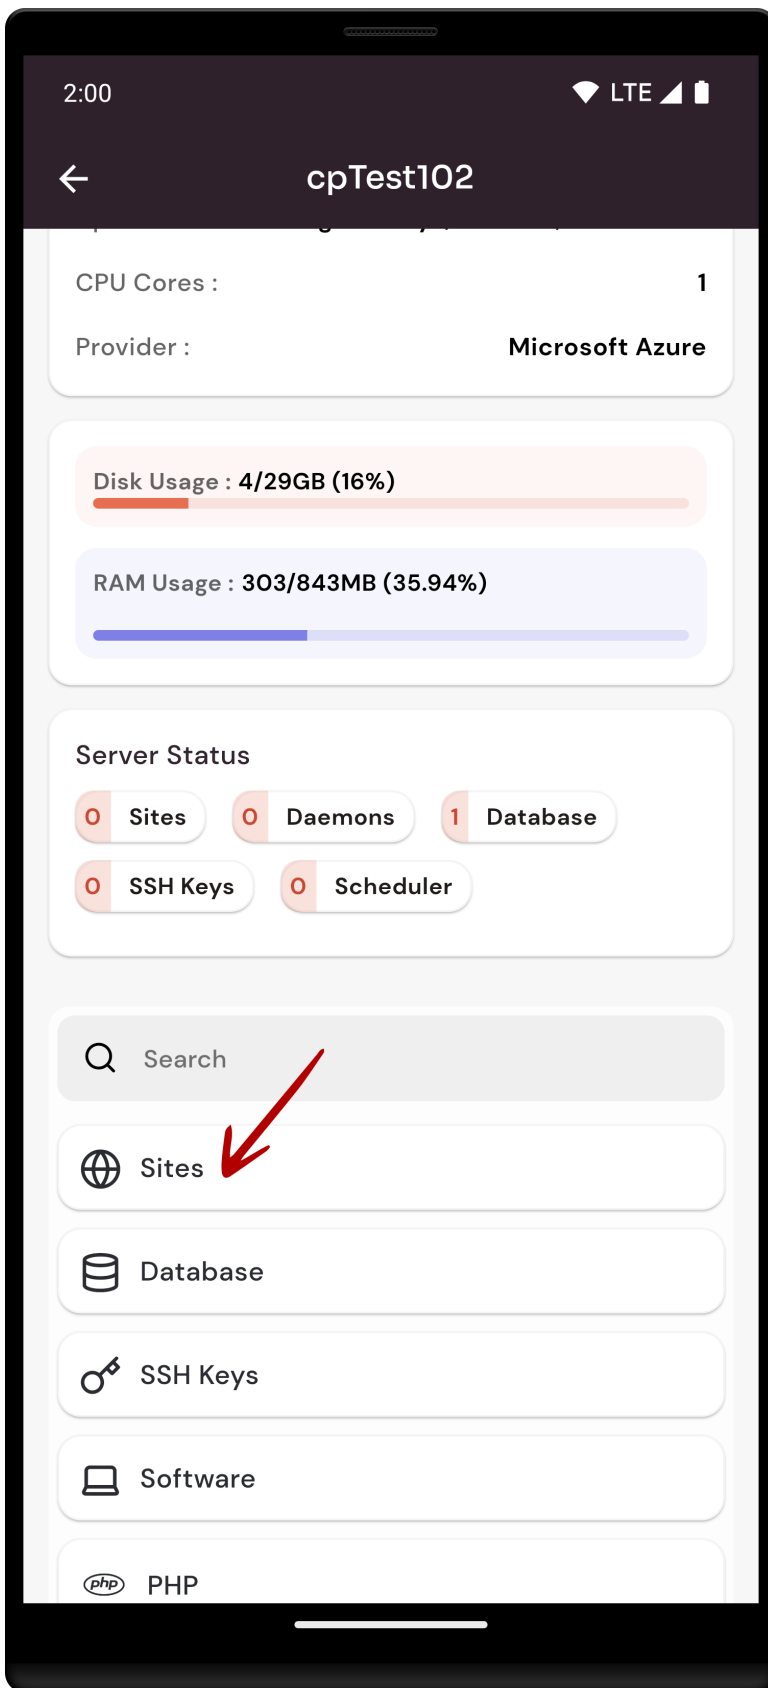 2:00 LTE
cpTest102
CPU Cores : 1
Provider : Microsoft Azure
Disk Usage : 4/29GB (16%)
RAM Usage : 303/843MB (35.94%)
Server Status
0 Sites 0 Daemons 1 Database
0 SSH Keys 0 Scheduler
Search
Sites
Database
SSH Keys
Software
php PHP